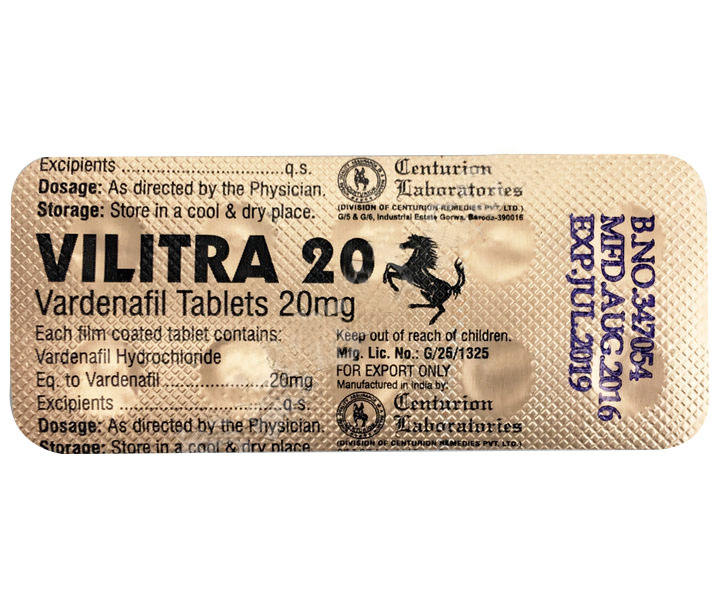 Excipients ................................q.s.
Dosage: As directed by the Physician.
Storage: Store in a cool & dry place.
Centurion
Laboratories
(DIVISION OF CENTURION REMEDIES PVT. LTD.)
G/5 & G/6, Industrial Estate Gorwa, Baroda-390016
VILITRA 20
Vardenafil Tablets 20mg
Each film coated tablet contains:
Vardenafil Hydrochloride
Eq. to Vardenafil.....................20mg
Excipients ................................q.s.
Dosage: As directed by the Physician.
Storage: Store in a cool & dry place
Keep out of reach of children.
Mfg. Lic. No.: G/25/1325
FOR EXPORT ONLY
Manufactured in India by:
Centurion
Laboratories
(DIVISION OF CENTURION REMEDIES PVT. LTD.)
B.NO.347054
MFD.AUG.2016
EXP.JUL.2019